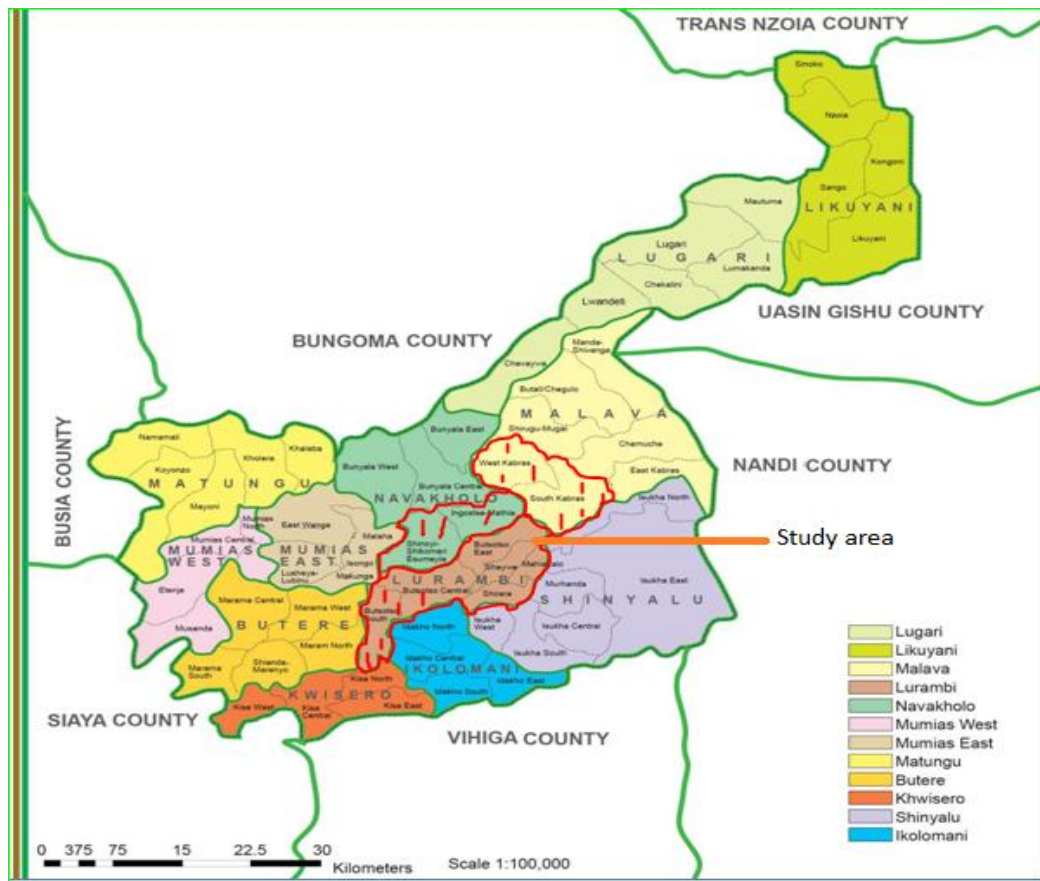 TRANS NZOIA COUNTY
Sinoko
Nzoia
Kongoni
Sango
LIKUYANI
Likuyani
Mautuma
Lugari
LUGARI
Lumakanda
Chekalini
Lwandeti
UASIN GISHU COUNTY
BUNGOMA COUNTY
Manda-
Shivanga
Chevaywa
Butali/Chegulo
MALAVA
Shirugu-Mugai
Chemuche
West Kabras
East Kabras
South Kabras
NANDI COUNTY
BUSIA COUNTY
Bunyala East
Bunyala West
Bunyala Central
NAVAKHOLO
Ingostse-Mathia
Shinoyi-
Shikomari
Esumeyia
Namamali
Kholera
Khalaba
Koyonzo
MATUNGU
Mayoni
Mumias
North
Mumias Central
MUMIAS
WEST
Etenje
Musanda
East Wanga
Malaha
MUMIAS
EAST
Isongo
Lusheya-
Lubinu
Makunga
Isukha North
Study area
Butsotso
East
Sheywe
Mahiakalo
LURAMBI
Butsotso Central
Shirere
Butsotso
South
Murhanda
Isukha East
SHINYALU
Isukha
West
Isukha Central
Isukha South
Marama Central
Marama West
BUTERE
Maram North
Marama
South
Shianda-
Marenyo
Idakho North
Idakho Central
IKOLOMANI
Idakho East
Idakho South
Kisa North
KWISERO
Kisa West
Kisa
Central
Kisa East
SIAYA COUNTY
VIHIGA COUNTY
Lugari
Likuyani
Malava
Lurambi
Navakholo
Mumias West
Mumias East
Matungu
Butere
Khwisero
Shinyalu
Ikolomani
0 375 75 15 22.5 30
Kilometers
Scale 1:100,000